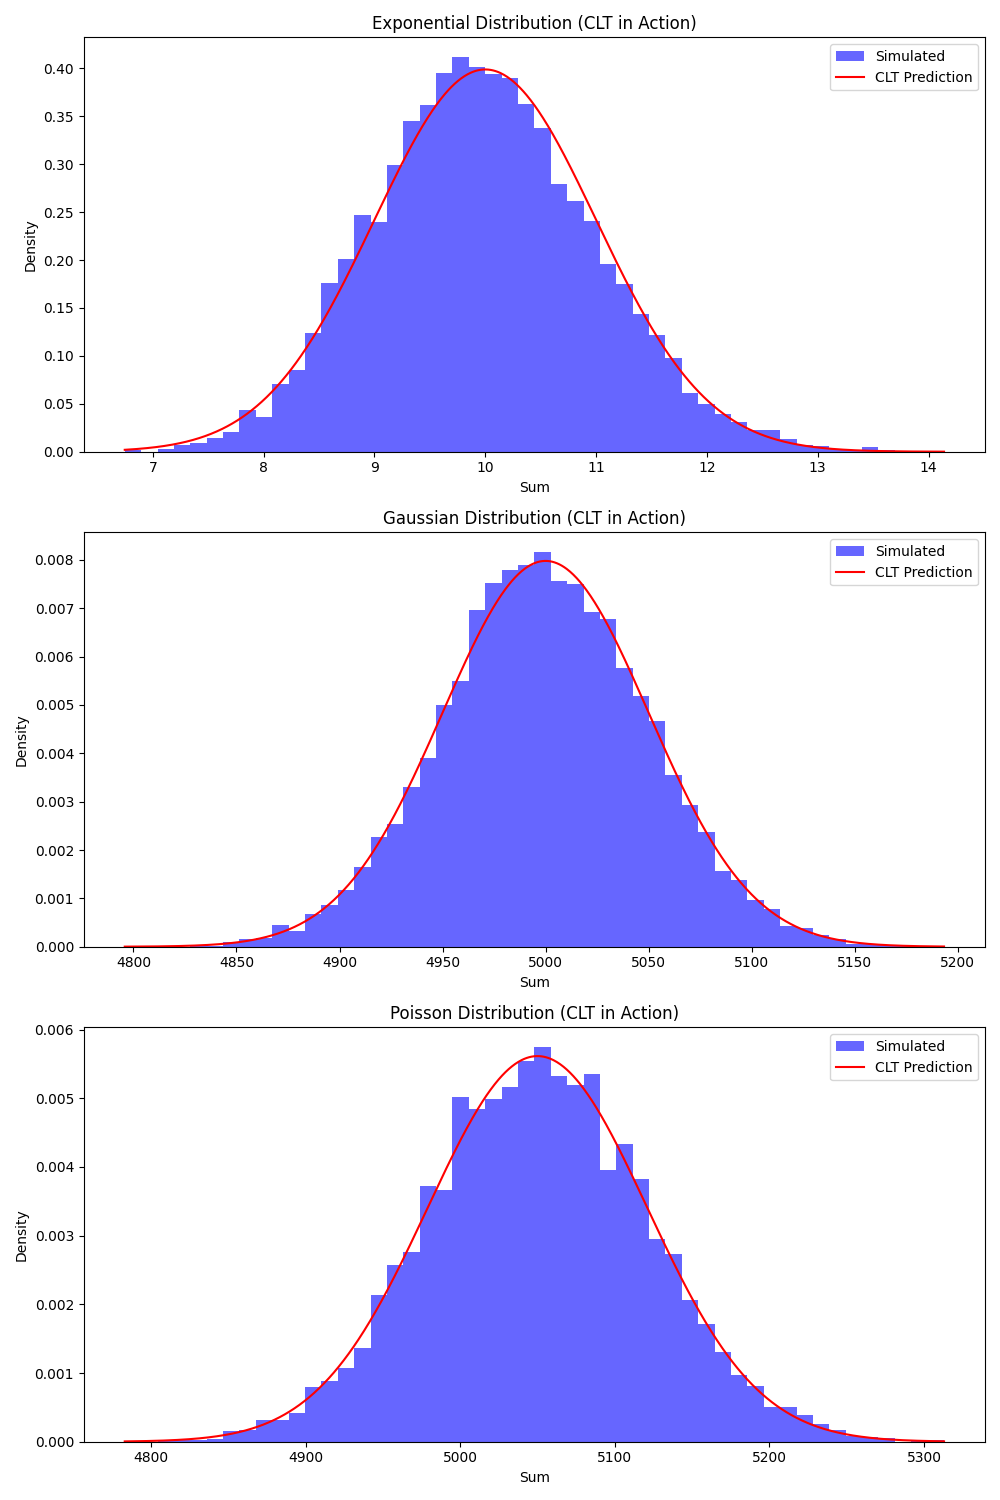 Exponential Distribution (CLT in Action)
Simulated
CLT Prediction
0.40
0.35
0.30
0.25
0.20
0.15
0.10
0.05
0.00
Density
7 8 9 10 11 12 13 14
Sum
Gaussian Distribution (CLT in Action)
Simulated
CLT Prediction
0.008
0.007
0.006
0.005
0.004
0.003
0.002
0.001
0.000
Density
4800 4850 4900 4950 5000 5050 5100 5150 5200
Sum
Poisson Distribution (CLT in Action)
Simulated
CLT Prediction
0.006
0.005
0.004
0.003
0.002
0.001
0.000
Density
4800 4900 5000 5100 5200 5300
Sum